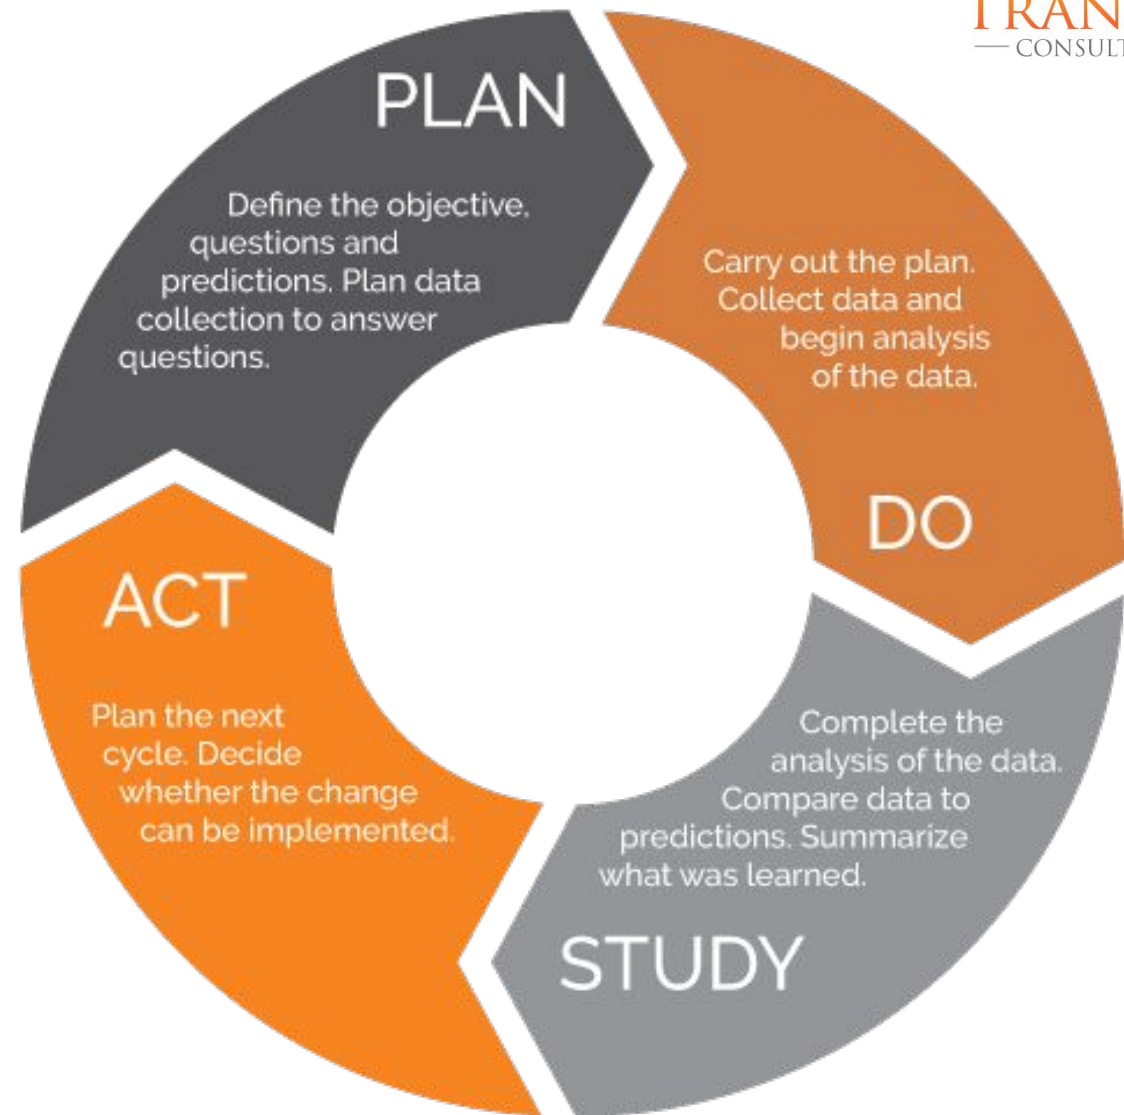 CONSULT
PLAN
Define the objective,
questions and
predictions. Plan data
collection to answer
questions.
Carry out the plan.
Collect data and
begin analysis
of the data.
DO
Complete the
analysis of the data.
Compare data to
predictions. Summarize
what was learned.
STUDY
ACT
Plan the next
cycle. Decide
whether the change
can be implemented.